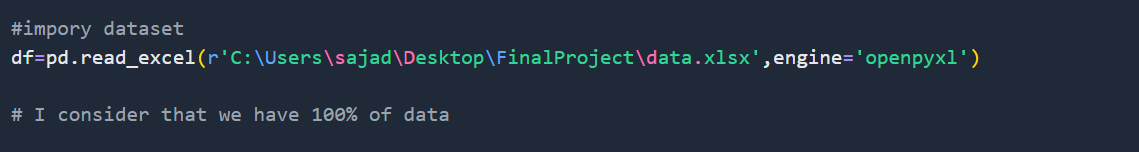 #impory dataset
df=pd.read_excel(r'C:\Users\sajad\Desktop\FinalProject\data.xlsx',engine='openpyxl')
# I consider that we have 100% of data